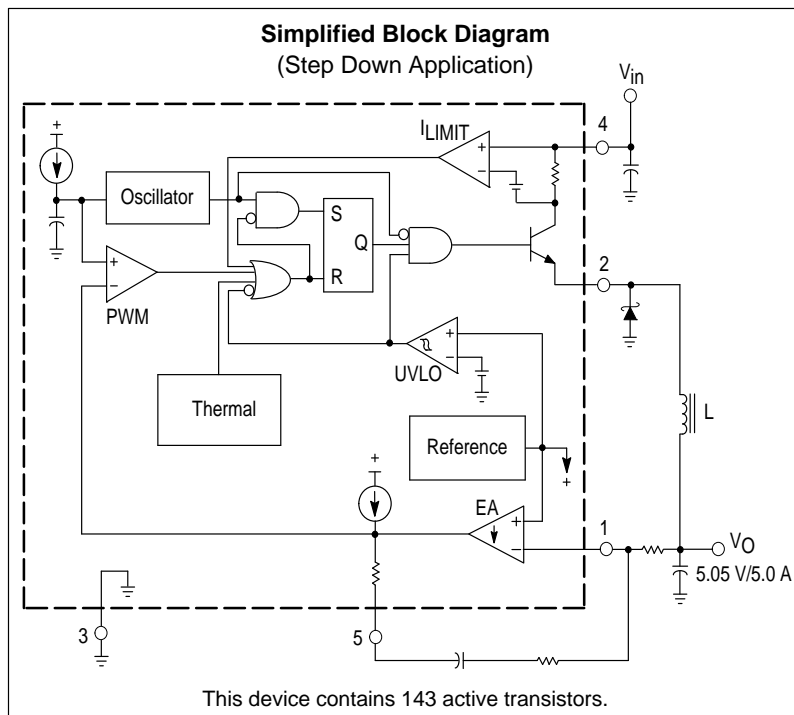 Simplified Block Diagram
(Step Down Application)
Vin
+
ILIMIT
+
−
4
Oscillator
S
Q
R
2
+
−
PWM
+
−
UVLO
Thermal
L
Reference
+
+
EA
+
−
1
VO
5.05 V/5.0 A
3
5
This device contains 143 active transistors.